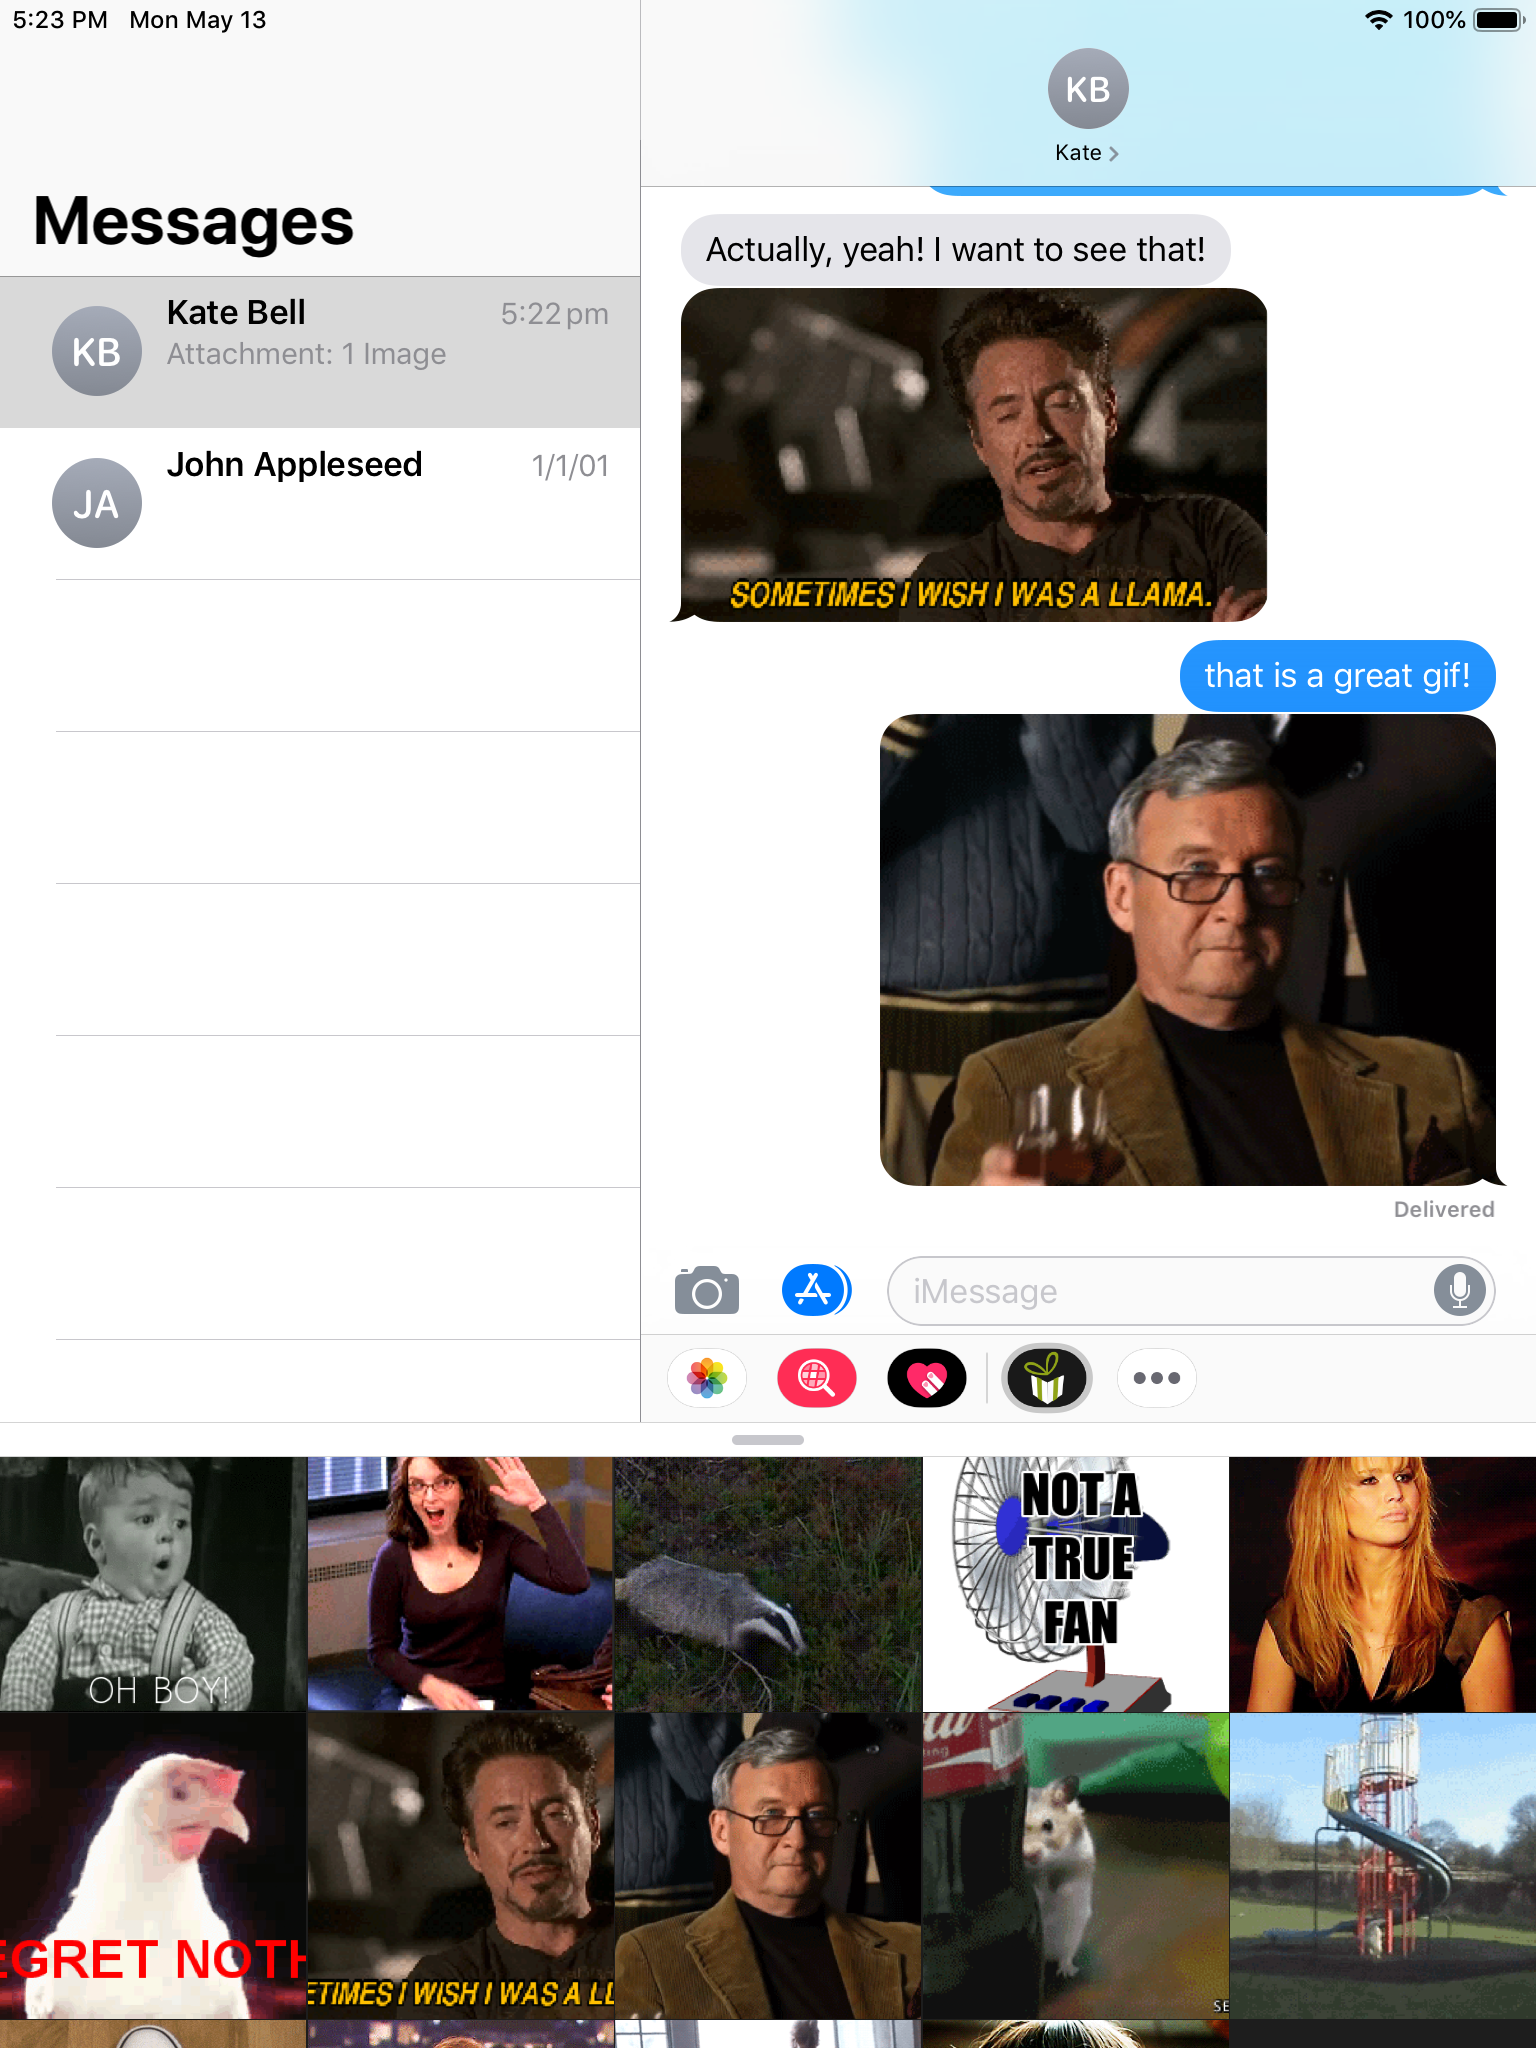 5:23 PM Mon May 13
100%
KB
Kate
Messages
KB
Kate Bell
5:22 pm
Attachment: 1 Image
JA
John Appleseed
1/1/01
Actually, yeah! I want to see that!
SOMETIMES I WISH I WAS A LLAMA.
that is a great gif!
Delivered
iMessage
OH BOY!
NOT A
TRUE
FAN
EGRET NOTH
ETIMES I WISH I WAS A LL
SE